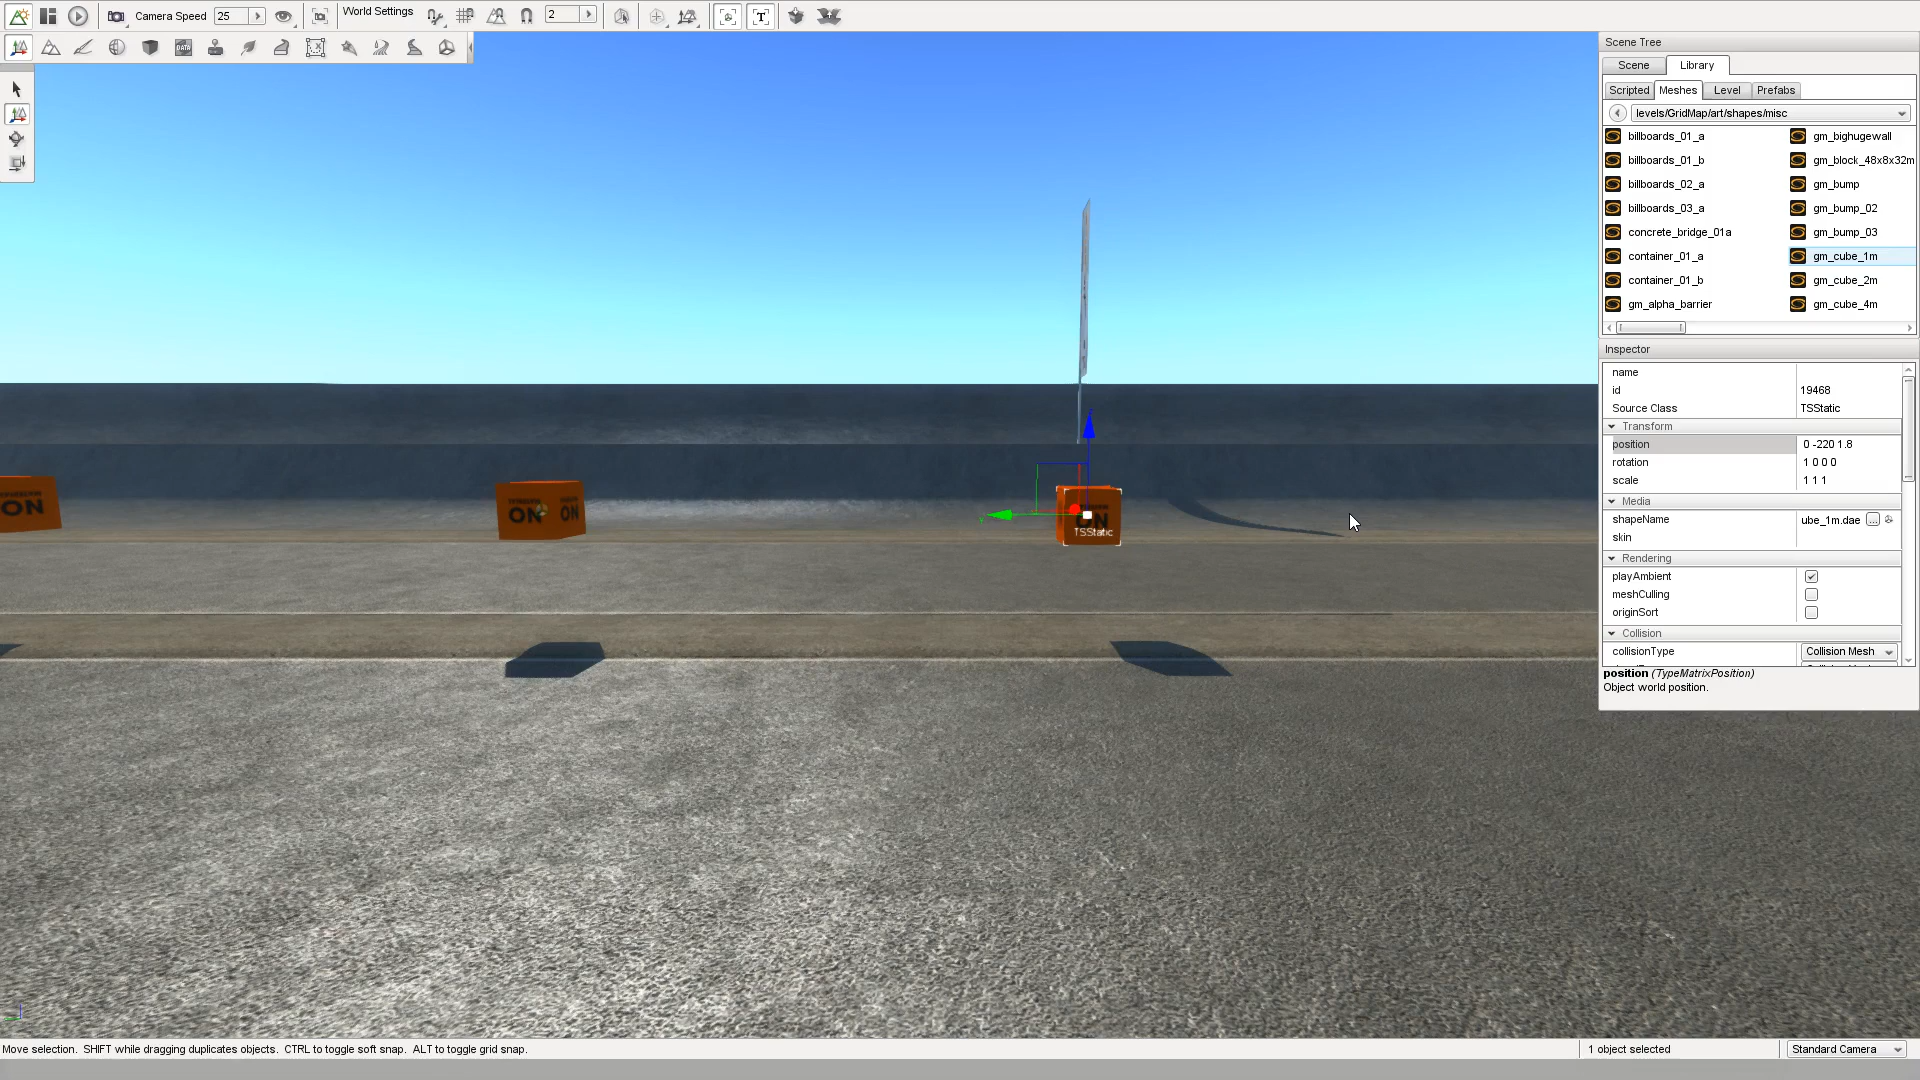 Camera Speed 25
World Settings
2
T
DATA
Scene Tree
Scene Library
Scripted Meshes Level Prefabs
levels/GridMap/art/shapes/misc
billboards_01_a gm_bighugewall
billboards_01_b gm_block_48x8x32m
billboards_02_a gm_bump
billboards_03_a gm_bump_02
concrete_bridge_01a gm_bump_03
container_01_a gm_cube_1m
container_01_b gm_cube_2m
gm_alpha_barrier gm_cube_4m
Inspector
name
id 19468
Source Class TSStatic
Transform
position 0 -220 1.8
rotation 1 0 0 0
scale 1 1 1
Media
shapeName ube_1m.dae ...
skin
Rendering
playAmbient
meshCulling
originSort
Collision
collisionType Collision Mesh
position (TypeMatrixPosition)
Object world position.
ON
ON ON
ON
TSStatic
Move selection. SHIFT while dragging duplicates objects. CTRL to toggle soft snap. ALT to toggle grid snap.
1 object selected
Standard Camera